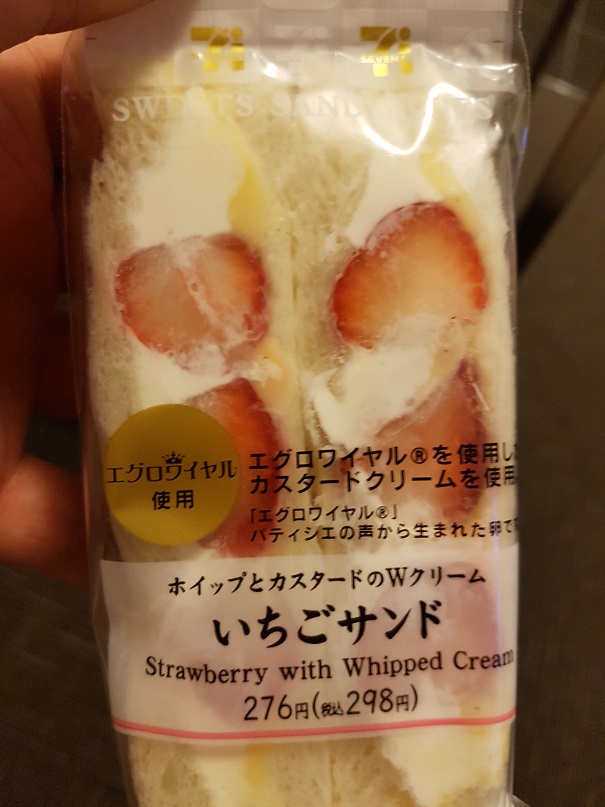 SWEETS SANDWICHES
エグロワイヤル
使用
エグロワイヤル®を使用し
カスタードクリームを使用
「エグロワイヤル®」
パティシエの声から生まれた卵で
ホイップとカスタードのWクリーム
いちごサンド
Strawberry with Whipped Cream
276円(税込298円)